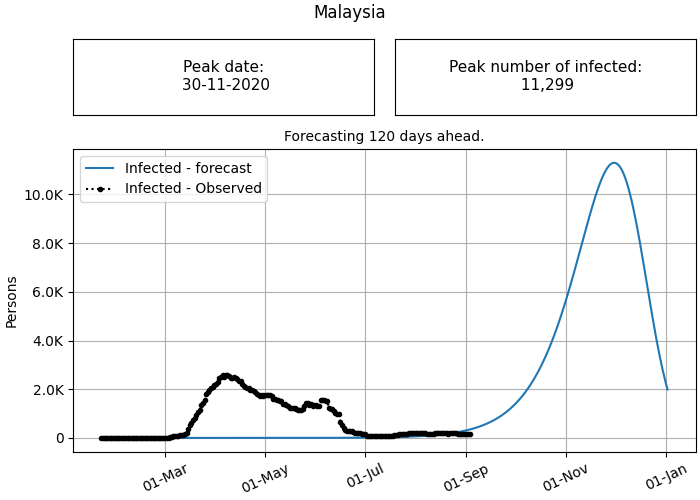 Malaysia
Peak date:
30-11-2020
Peak number of infected:
11,299
Forecasting 120 days ahead.
Infected - forecast
Infected - Observed
10.0K
8.0K
6.0K
4.0K
2.0K
0
Persons
01-Mar
01-May
01-Jul
01-Sep
01-Nov
01-Jan